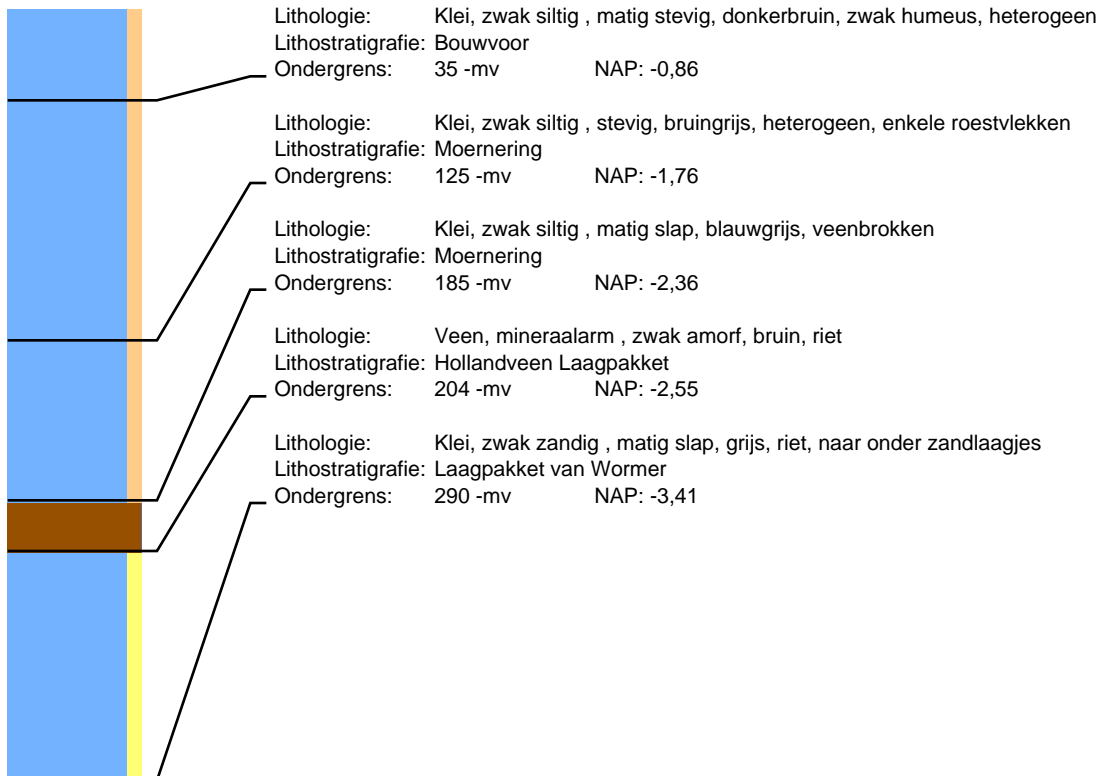 Lithologie: Klei, zwak siltig , matig stevig, donkerbruin, zwak humeus, heterogeen
Lithostratigrafie: Bouwvoor
Ondergrens: 35 -mv NAP: -0,86
Lithologie: Klei, zwak siltig , stevig, bruingrijs, heterogeen, enkele roestvlekken
Lithostratigrafie: Moernering
Ondergrens: 125 -mv NAP: -1,76
Lithologie: Klei, zwak siltig , matig slap, blauwgrijs, veenbrokken
Lithostratigrafie: Moernering
Ondergrens: 185 -mv NAP: -2,36
Lithologie: Veen, mineraalarm , zwak amorf, bruin, riet
Lithostratigrafie: Hollandveen Laagpakket
Ondergrens: 204 -mv NAP: -2,55
Lithologie: Klei, zwak zandig , matig slap, grijs, riet, naar onder zandlaagjes
Lithostratigrafie: Laagpakket van Wormer
Ondergrens: 290 -mv NAP: -3,41